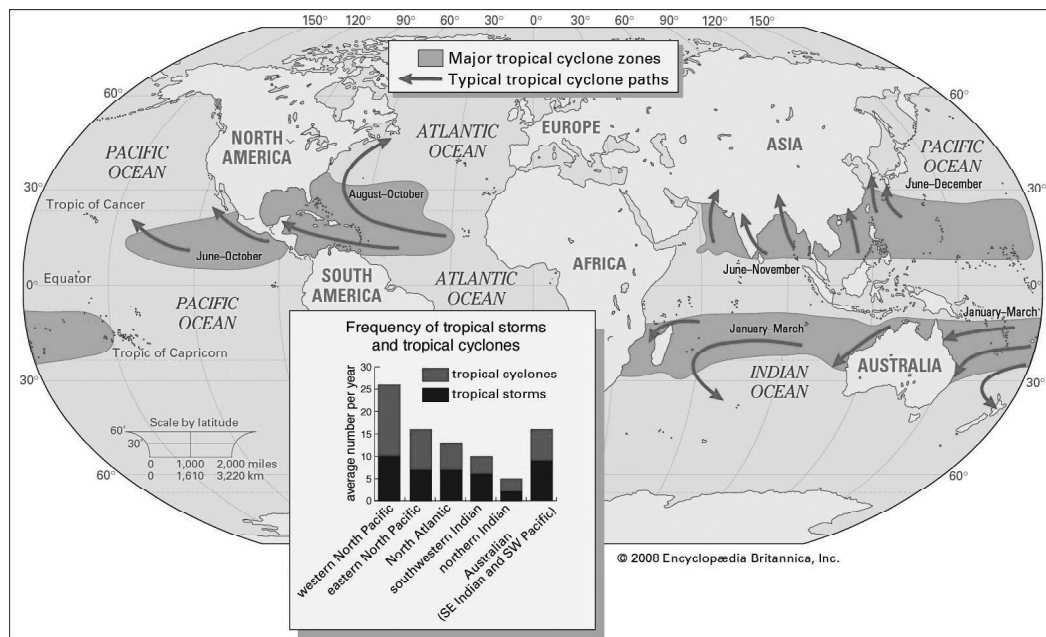 150° 120° 90° 60° 30° 0° 30° 60° 90° 120° 150°
Major tropical cyclone zones
Typical tropical cyclone paths
60°
60°
NORTH
AMERICA
ATLANTIC
OCEAN
EUROPE
ASIA
PACIFIC
OCEAN
PACIFIC
OCEAN
June–December
August–October
30°
30°
Tropic of Cancer
June–October
AFRICA
June–November
Equator
0°
0°
SOUTH
AMERICA
ATLANTIC
OCEAN
PACIFIC
OCEAN
January–March
January–March
Tropic of Capricorn
INDIAN
OCEAN
AUSTRALIA
30°
30°
Frequency of tropical storms
and tropical cyclones
tropical cyclones
tropical storms
average number per year
30
25
20
15
10
5
0
western North Pacific
eastern North Pacific
North Atlantic
southwestern Indian
northern Indian
Australian
(SE Indian and SW Pacific)
Scale by latitude
60°
30°
0 1,000 2,000 miles
0 1,610 3,220 km
60°
60°
© 2008 Encyclopædia Britannica, Inc.